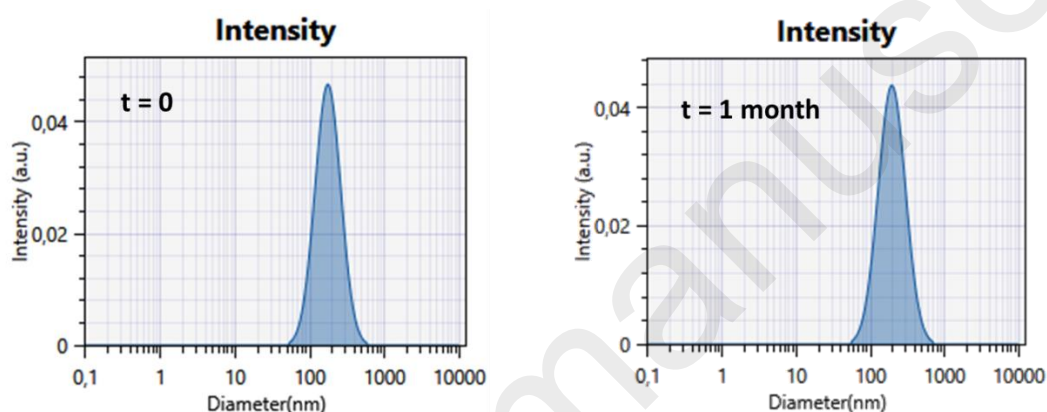 Intensity
t = 0
0,04
0,02
0
Intensity (a.u.)
0,1 1 10 100 1000 10000
Diameter(nm)
Intensity
t = 1 month
0,04
0,02
0
Intensity (a.u.)
0,1 1 10 100 1000 10000
Diameter(nm)
manusc